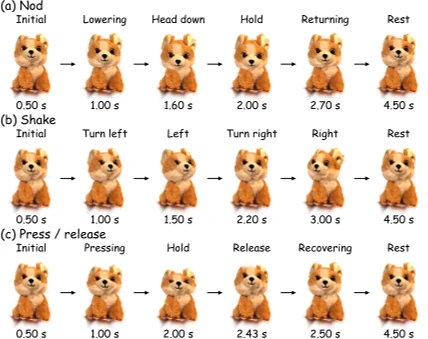 (a) Nod
Initial Lowering Head down Hold Returning Rest
0.50 s 1.00 s 1.60 s 2.00 s 2.70 s 4.50 s
(b) Shake
Initial Turn left Left Turn right Right Rest
0.50 s 1.00 s 1.50 s 2.20 s 3.00 s 4.50 s
(c) Press / release
Initial Pressing Hold Release Recovering Rest
0.50 s 1.00 s 2.00 s 2.43 s 2.50 s 4.50 s